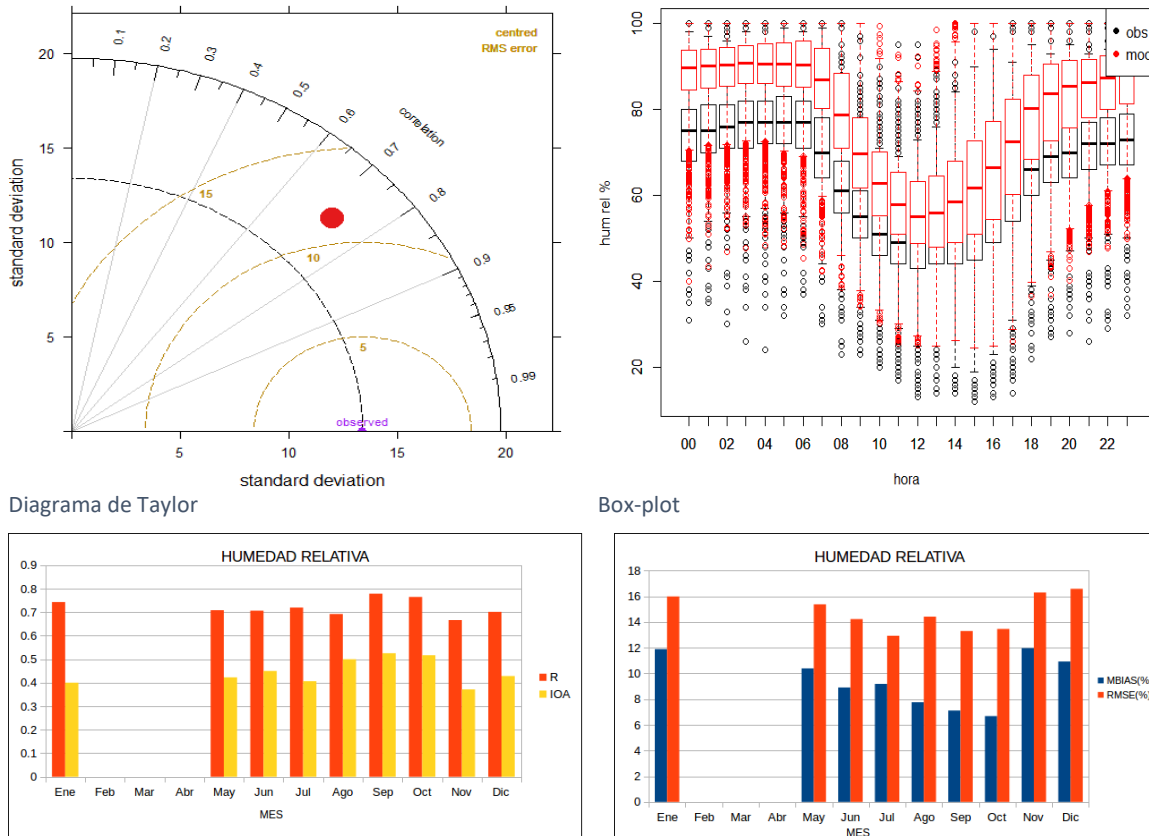 centred
RMS error
20
15
10
5
standard deviation
0.1
0.2
0.3
0.4
0.5
0.6
correlation
0.7
0.8
0.9
0.95
0.99
15
10
5
observed
5
10
15
20
standard deviation
Diagrama de Taylor
100
80
60
40
20
hum rel %
obs
mod
00
02
04
06
08
10
12
14
16
18
20
22
hora
Box-plot
HUMEDAD RELATIVA
0.9
0.8
0.7
0.6
0.5
0.4
0.3
0.2
0.1
0
Ene Feb Mar Abr May Jun Jul Ago Sep Oct Nov Dic
MES
R
IOA
HUMEDAD RELATIVA
18
16
14
12
10
8
6
4
2
0
Ene Feb Mar Abr May Jun Jul Ago Sep Oct Nov Dic
MES
MBIAS(%)
RMSE(%)